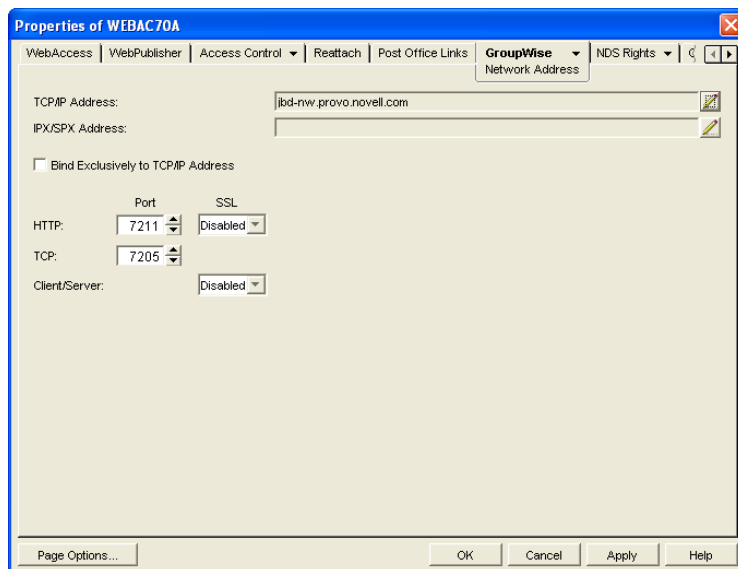 Properties of WEBAC70A
WebAccess WebPublisher Access Control Reattach Post Office Links GroupWise NDS Rights
Network Address
TCP/IP Address: jbd-nw.provo.novell.com
IPX/SPX Address:
Bind Exclusively to TCP/IP Address
Port SSL
HTTP: 7211 Disabled
TCP: 7205
Client/Server: Disabled
Page Options... OK Cancel Apply Help